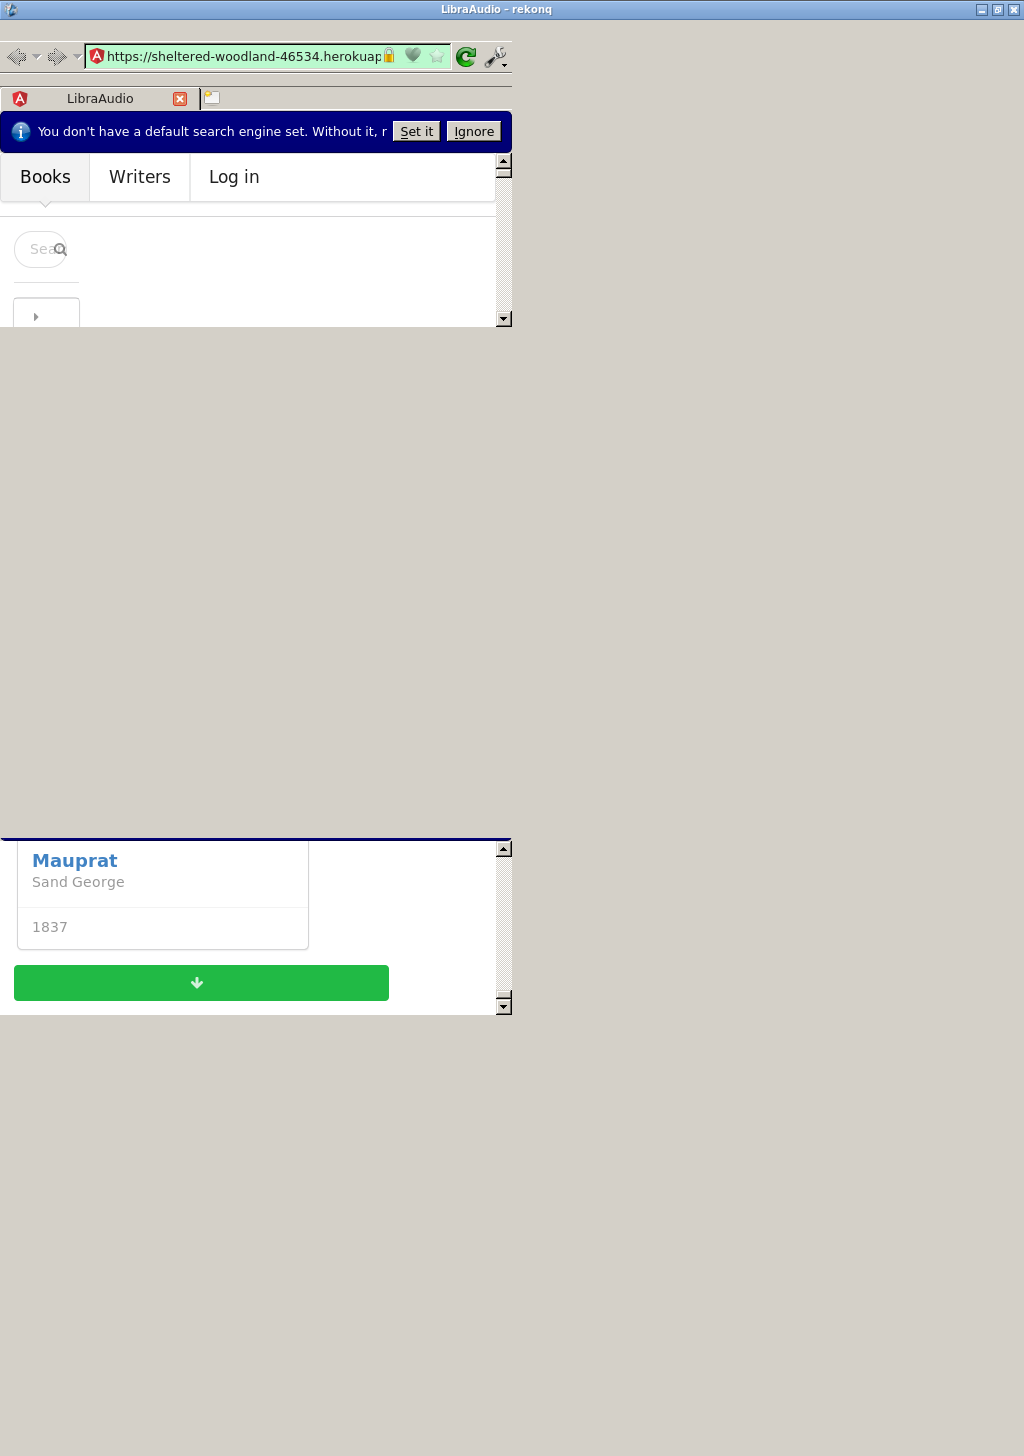 LibraAudio – rekonq
https://sheltered-woodland-46534.herokuap
LibraAudio
You don't have a default search engine set. Without it, r Set it Ignore
Books Writers Log in
Sear
Mauprat
Sand George
1837